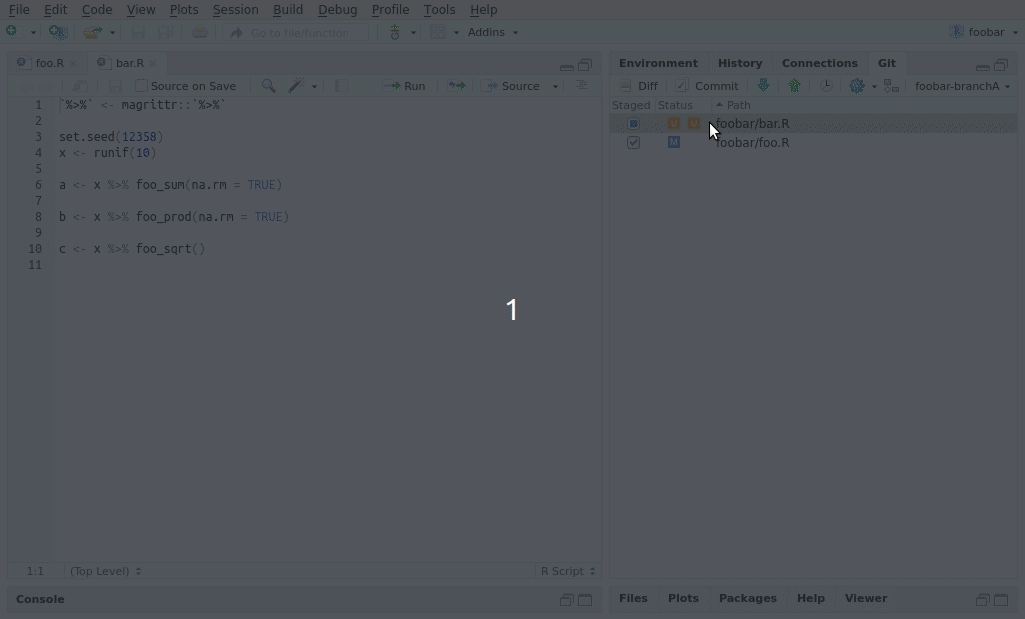 File Edit Code View Plots Session Build Debug Profile Tools Help
Go to file/function Addins foobar
foo.R bar.R
Source on Save Run Source
1 `%>%` <- magrittr::`%>%`
2
3 set.seed(12358)
4 x <- runif(10)
5
6 a <- x %>% foo_sum(na.rm = TRUE)
7
8 b <- x %>% foo_prod(na.rm = TRUE)
9
10 c <- x %>% foo_sqrt()
11
1:1 (Top Level) R Script
Console
Environment History Connections Git
Diff Commit foobar-branchA
Staged Status Path
U U foobar/bar.R
M foobar/foo.R
1
Files Plots Packages Help Viewer